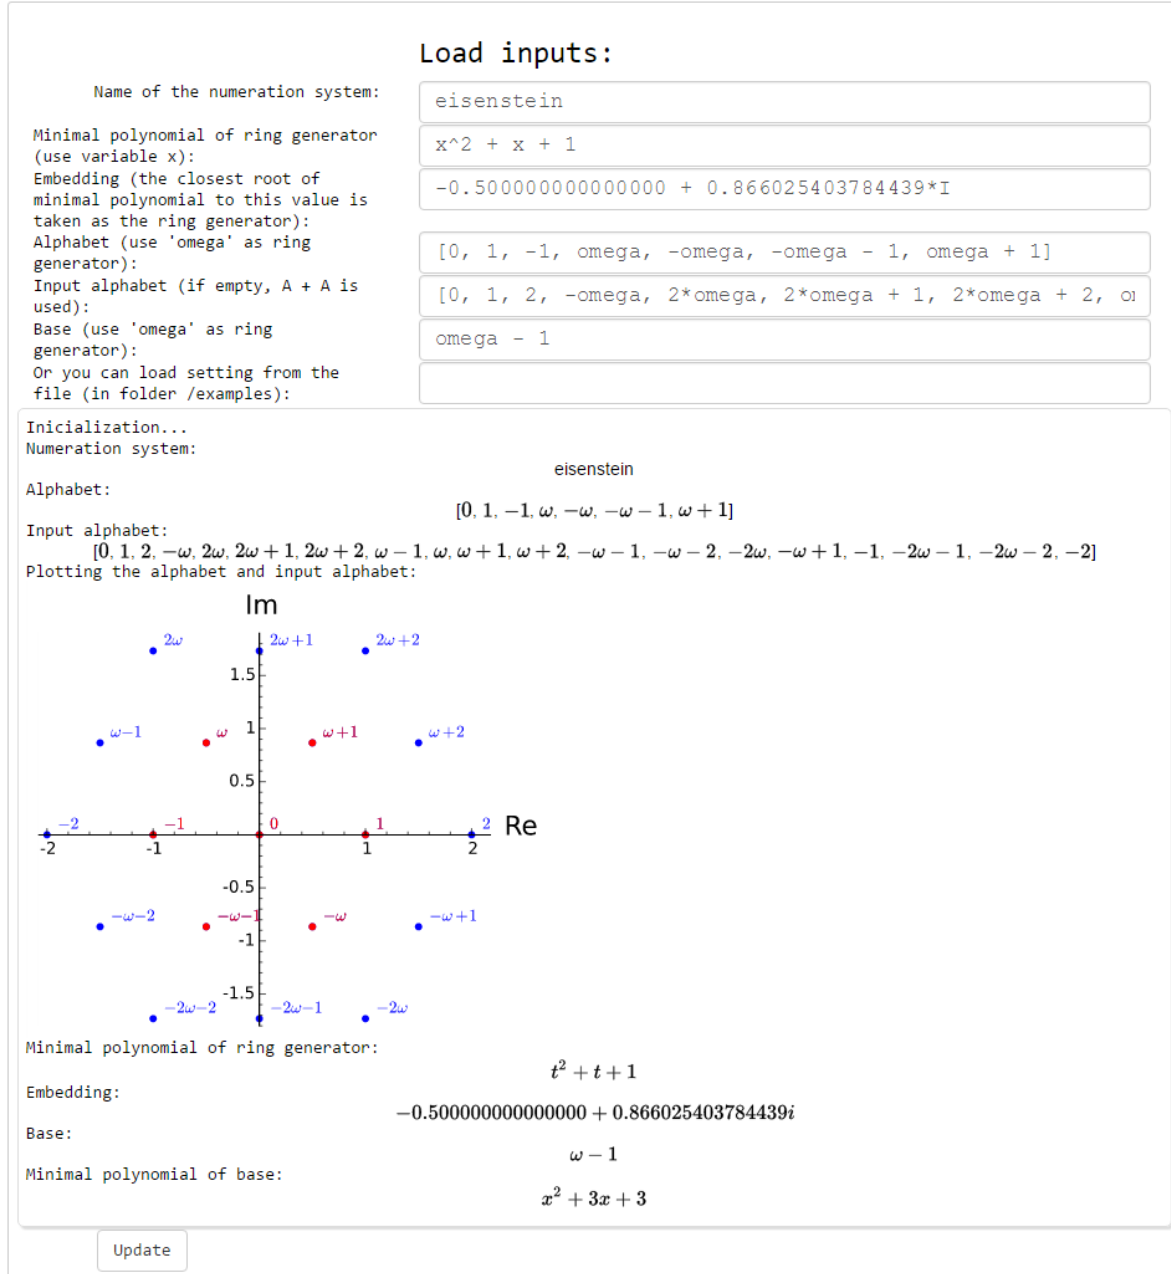 Load inputs:
Name of the numeration system:
eisenstein
Minimal polynomial of ring generator
(use variable x):
x^2 + x + 1
Embedding (the closest root of
minimal polynomial to this value is
taken as the ring generator):
-0.500000000000000 + 0.866025403784439*I
Alphabet (use 'omega' as ring
generator):
[0, 1, -1, omega, -omega, -omega - 1, omega + 1]
Input alphabet (if empty, A + A is
used):
[0, 1, 2, -omega, 2*omega, 2*omega + 1, 2*omega + 2,
Base (use 'omega' as ring
generator):
omega - 1
Or you can load setting from the
file (in folder /examples):
Inicialization...
Numeration system:
eisenstein
Alphabet:
[0, 1, −1, ω, −ω, −ω − 1, ω + 1]
Input alphabet:
[0, 1, 2, −ω, 2ω, 2ω + 1, 2ω + 2, ω − 1, ω, ω + 1, ω + 2, −ω − 1, −ω − 2, −2ω, −ω + 1, −1, −2ω − 1, −2ω − 2, −2]
Plotting the alphabet and input alphabet:
Im
2ω 2ω+1 2ω+2
1.5
ω−1 ω 1 ω+1 ω+2
0.5
−2 −1 0 1 2 Re
-2 -1 1 2
-0.5
−ω−2 −ω−1 −ω −ω+1
-1
-1.5
−2ω−2 −2ω−1 −2ω
Minimal polynomial of ring generator:
t² + t + 1
Embedding:
−0.500000000000000 + 0.866025403784439i
Base:
ω − 1
Minimal polynomial of base:
x² + 3x + 3
Update